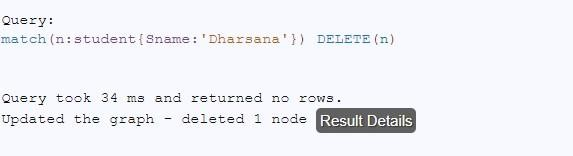 Query:
match(n:student{Sname:'Dharsana'}) DELETE(n)
Query took 34 ms and returned no rows.
Updated the graph - deleted 1 node Result Details